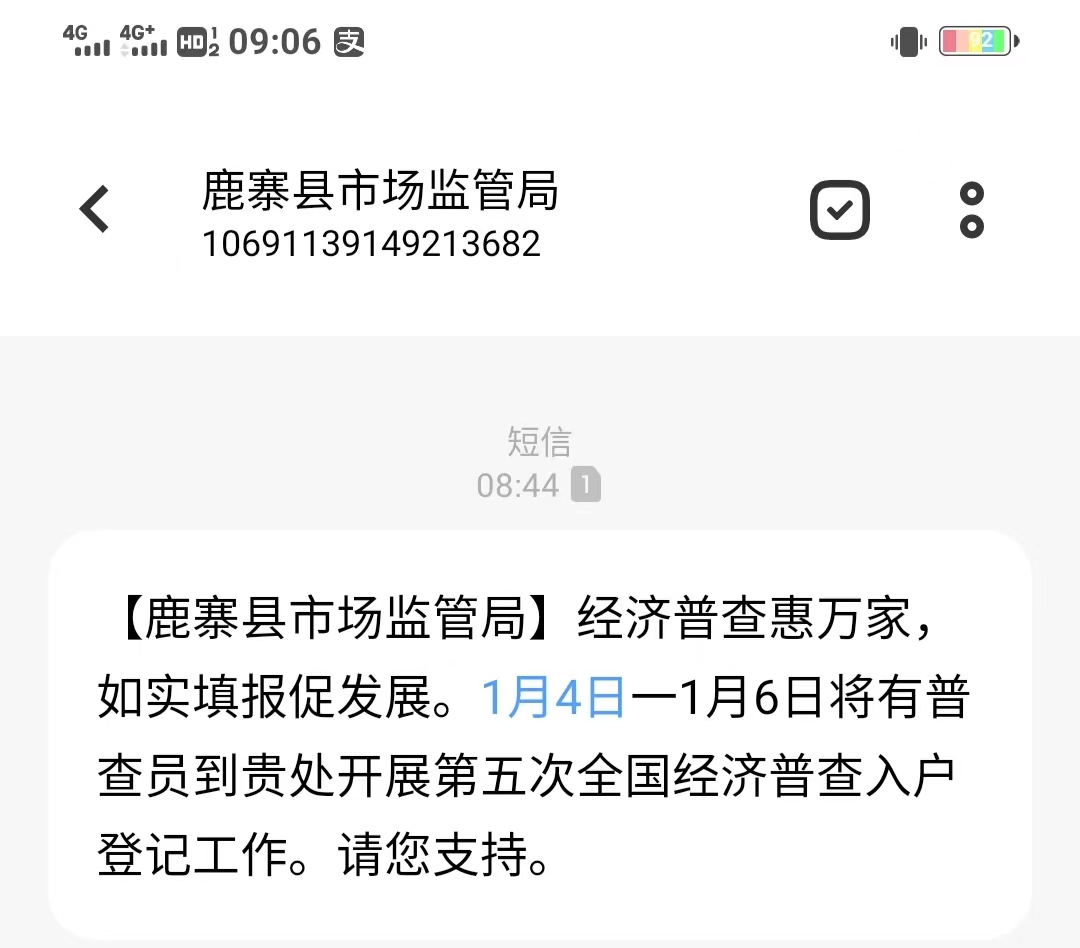 4G 4G+ HD 1 2 09:06 支 92
鹿寨县市场监管局
10691139149213682
短信
08:44 1
【鹿寨县市场监管局】经济普查惠万家，
如实填报促发展。1月4日一1月6日将有普
查员到贵处开展第五次全国经济普查入户
登记工作。请您支持。